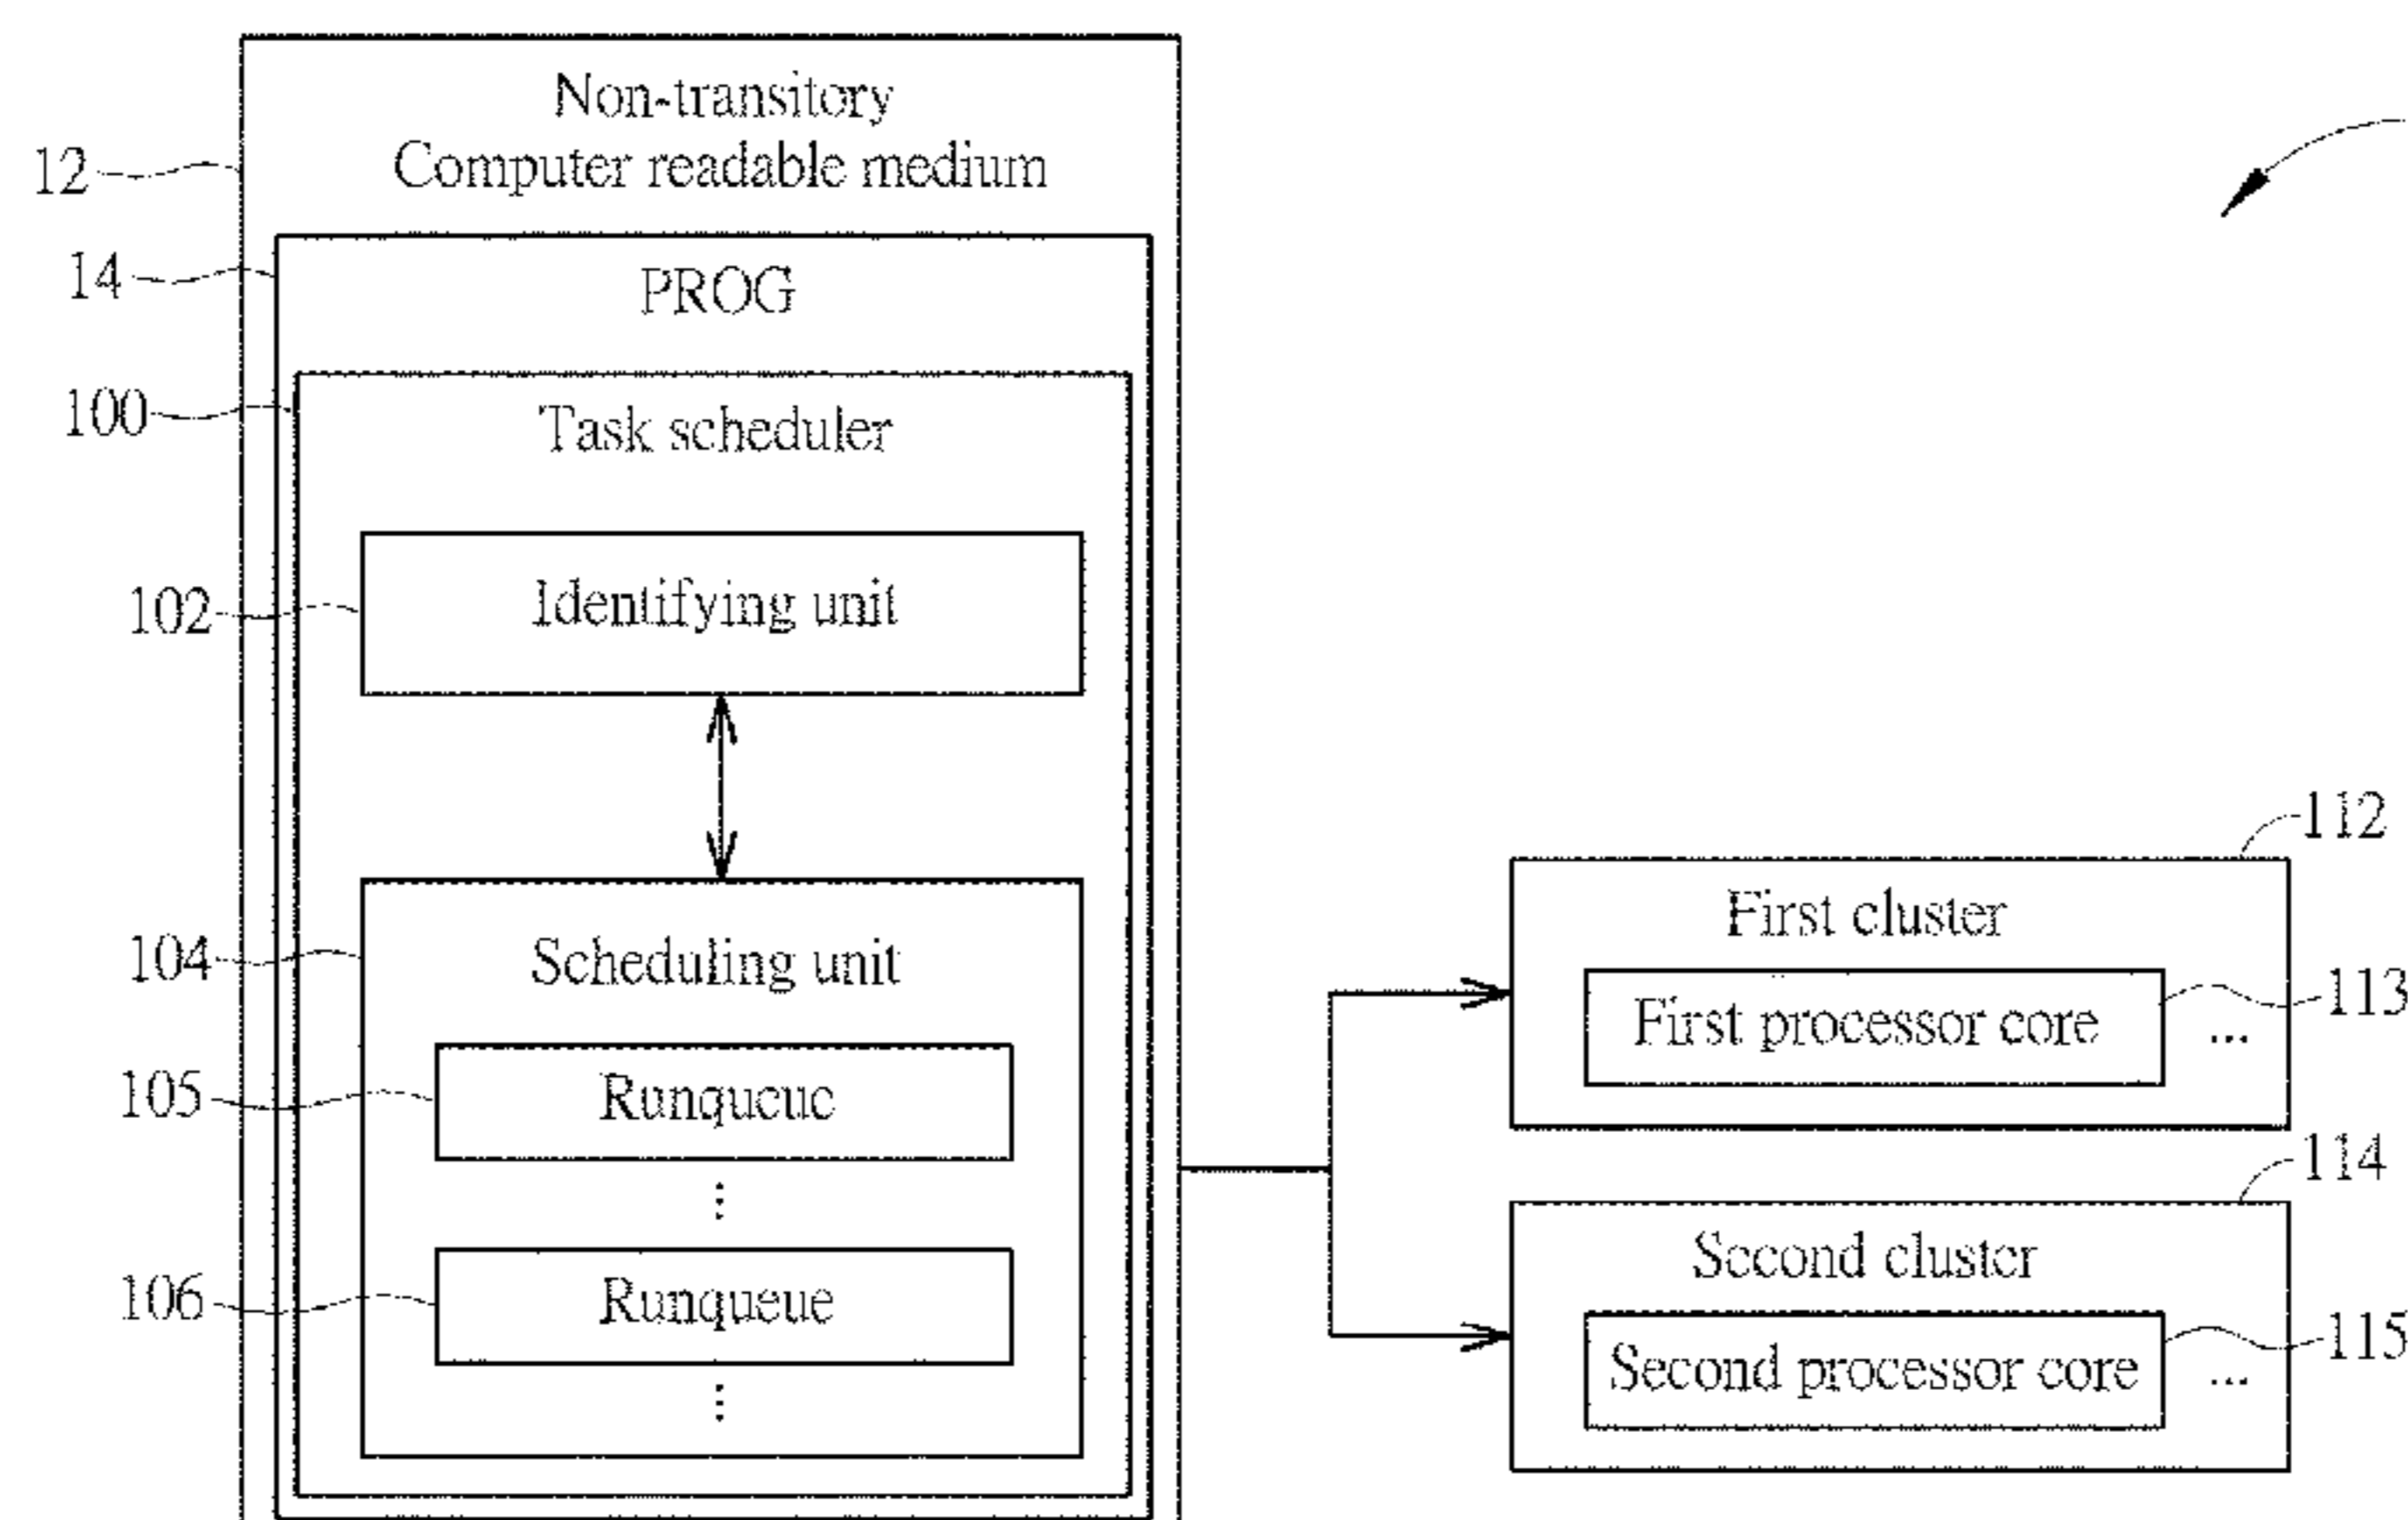 Non-transitory
12 Computer readable medium
14 PROG
100 Task scheduler
102 Identifying unit
104 Scheduling unit
105 Runqueue
⋮
106 Runqueue
⋮
112
First cluster
First processor core ... 113
114
Second cluster
Second processor core ... 115